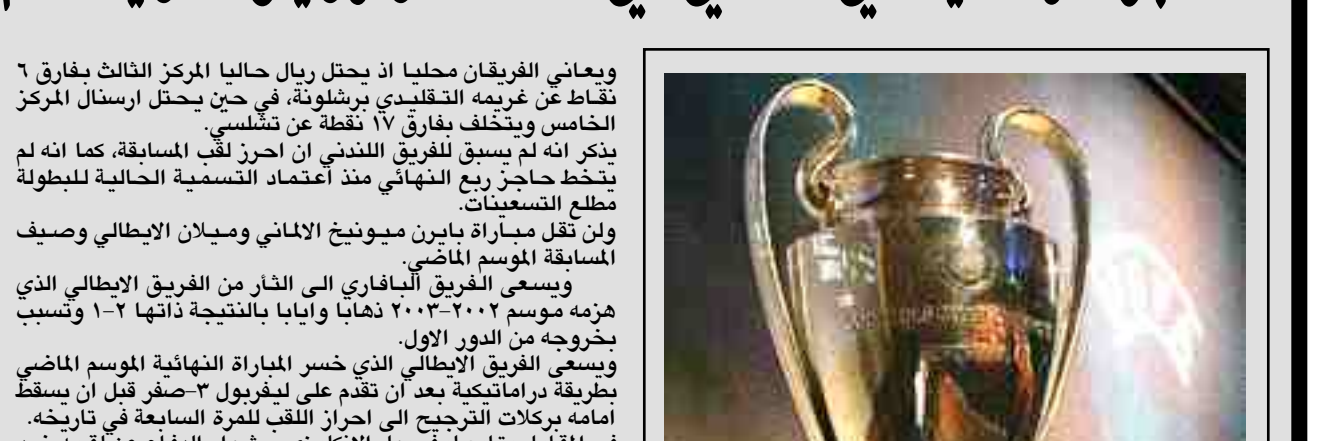 ويعاني الفريقان محليا اذ يحتل ريال حاليا المركز الثالث بفارق ٦
نقاط عن غريمه التقليدي برشلونة، في حين يحتل ارسنال المركز
الخامس ويتخلف بفارق ١٧ نقطة عن تشلسي.
يذكر انه لم يسبق للفريق اللندني ان احرز لقب المسابقة، كما انه لم
يتخط حاجز ربع النهائي منذ اعتماد التسمية الحالية للبطولة
مطلع التسعينات.
ولن تقل مباراة بايرن ميونيخ الالماني وميلان الايطالي وصيف
المسابقة الموسم الماضي.
ويسعى الفريق البافاري الى الثأر من الفريق الايطالي الذي
هزمه موسم ٢٠٠٢-٢٠٠٣ ذهابا وايابا بالنتيجة ذاتها ٢-١ وتسبب
بخروجه من الدور الاول.
ويسعى الفريق الايطالي الذي خسر المباراة النهائية الموسم الماضي
بطريقة دراماتيكية بعد ان تقدم على ليفربول ٣-صفر قبل ان يسقط
امامه بركلات الترجيح الى احراز اللقب للمرة السابعة في تاريخه.